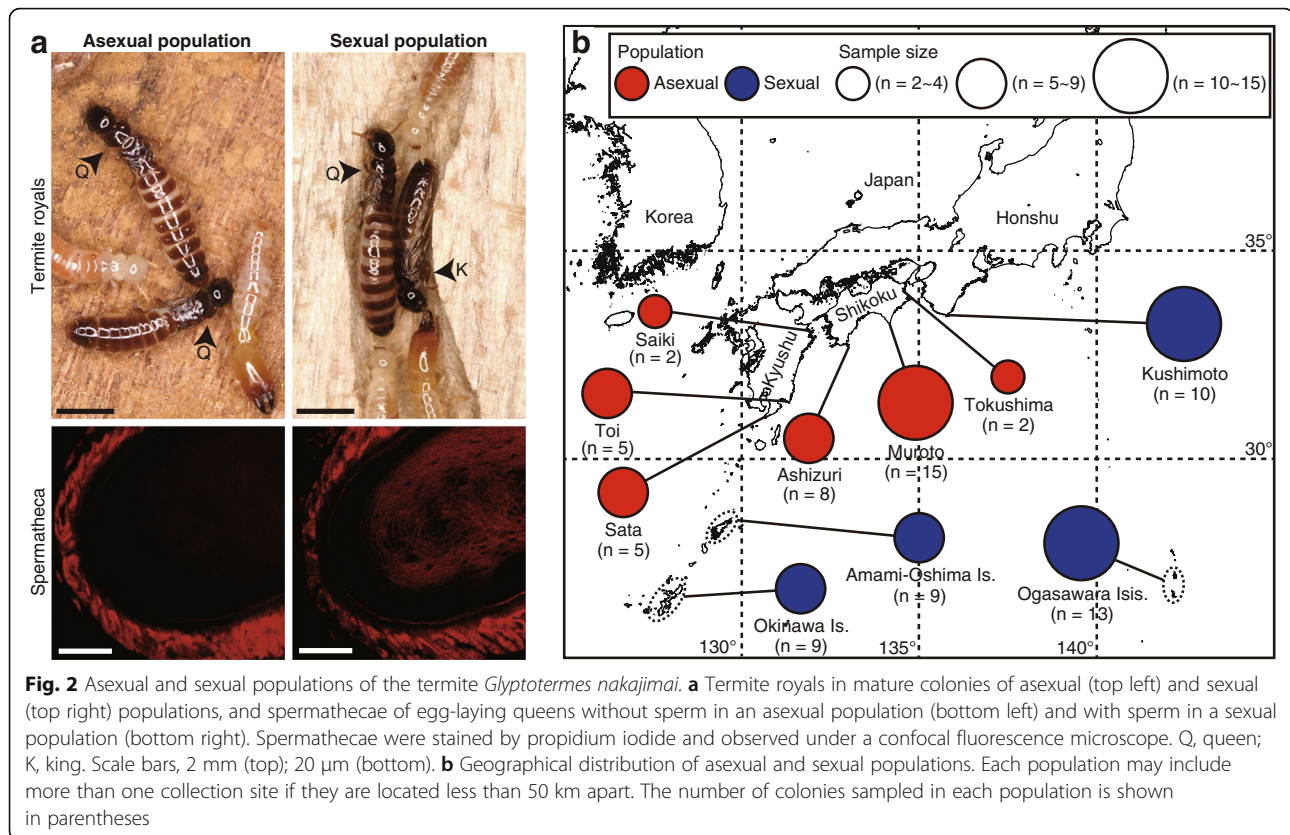 a
Asexual population
Sexual population
Termite royals
Q
Q
Q
K
Spermatheca
b
Population
Sample size
Asexual
Sexual
(n = 2~4)
(n = 5~9)
(n = 10~15)
Japan
Korea
Honshu
35°
Shikoku
Kyushu
Saiki
(n = 2)
Kushimoto
(n = 10)
Tokushima
(n = 2)
Toi
(n = 5)
Muroto
(n = 15)
Ashizuri
(n = 8)
30°
Sata
(n = 5)
Amami-Oshima Is.
(n = 9)
Ogasawara Isis.
(n = 13)
Okinawa Is.
(n = 9)
130°
135°
140°
Fig. 2 Asexual and sexual populations of the termite Glyptotermes nakajimai. a Termite royals in mature colonies of asexual (top left) and sexual
(top right) populations, and spermathecae of egg-laying queens without sperm in an asexual population (bottom left) and with sperm in a sexual
population (bottom right). Spermathecae were stained by propidium iodide and observed under a confocal fluorescence microscope. Q, queen;
K, king. Scale bars, 2 mm (top); 20 μm (bottom). b Geographical distribution of asexual and sexual populations. Each population may include
more than one collection site if they are located less than 50 km apart. The number of colonies sampled in each population is shown
in parentheses